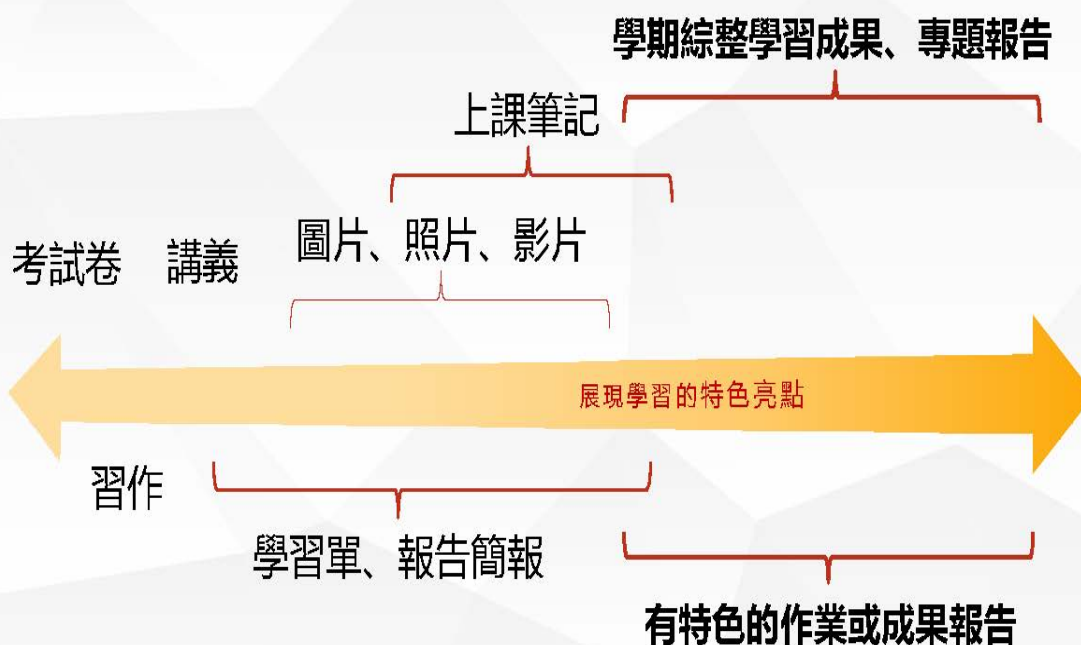 學期綜整學習成果、專題報告
上課筆記
圖片、照片、影片
考試卷 講義
展現學習的特色亮點
習作
學習單、報告簡報
有特色的作業或成果報告